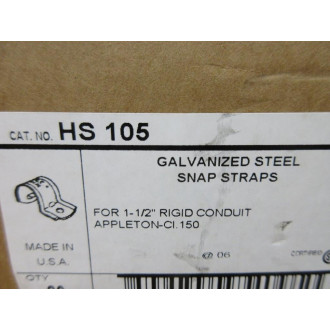 CAT. NO. HS 105
GALVANIZED STEEL
SNAP STRAPS
FOR 1-1/2" RIGID CONDUIT
APPLETON-CI.150
MADE IN
U.S.A.
06
QTY